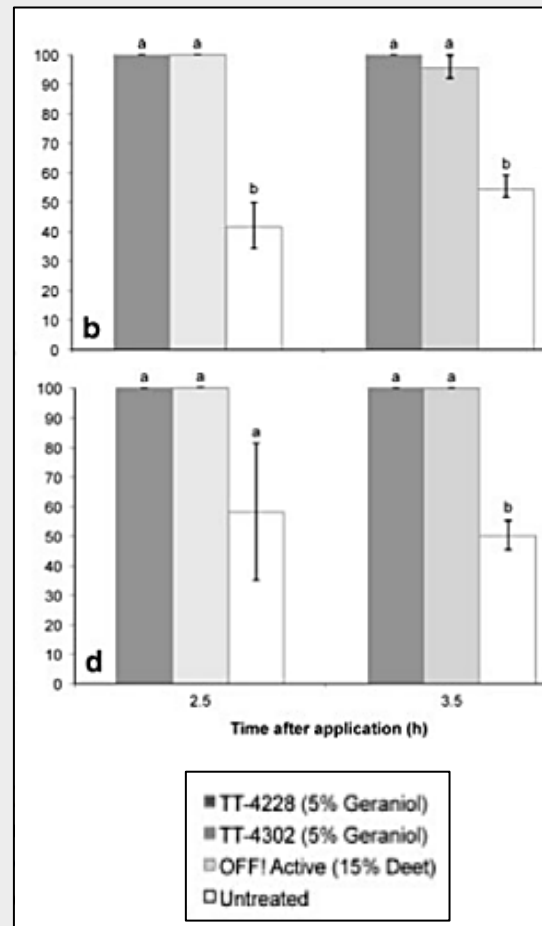 a a a a
100
90
80
70
60
50
40
30
20
10
0
b b
b
a a a a
100
90
80
70
60
50
40
30
20
10
0
a b
d
2.5 3.5
Time after application (h)
TT-4228 (5% Geraniol)
TT-4302 (5% Geraniol)
OFF! Active (15% Deet)
Untreated